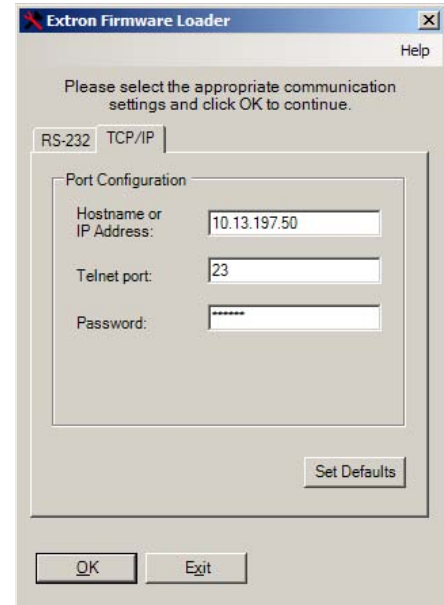 Extron Firmware Loader
Help
Please select the appropriate communication
settings and click OK to continue.
RS-232 TCP/IP
Port Configuration
Hostname or
IP Address:
10.13.197.50
Telnet port:
23
Password:
******
Set Defaults
OK Exit